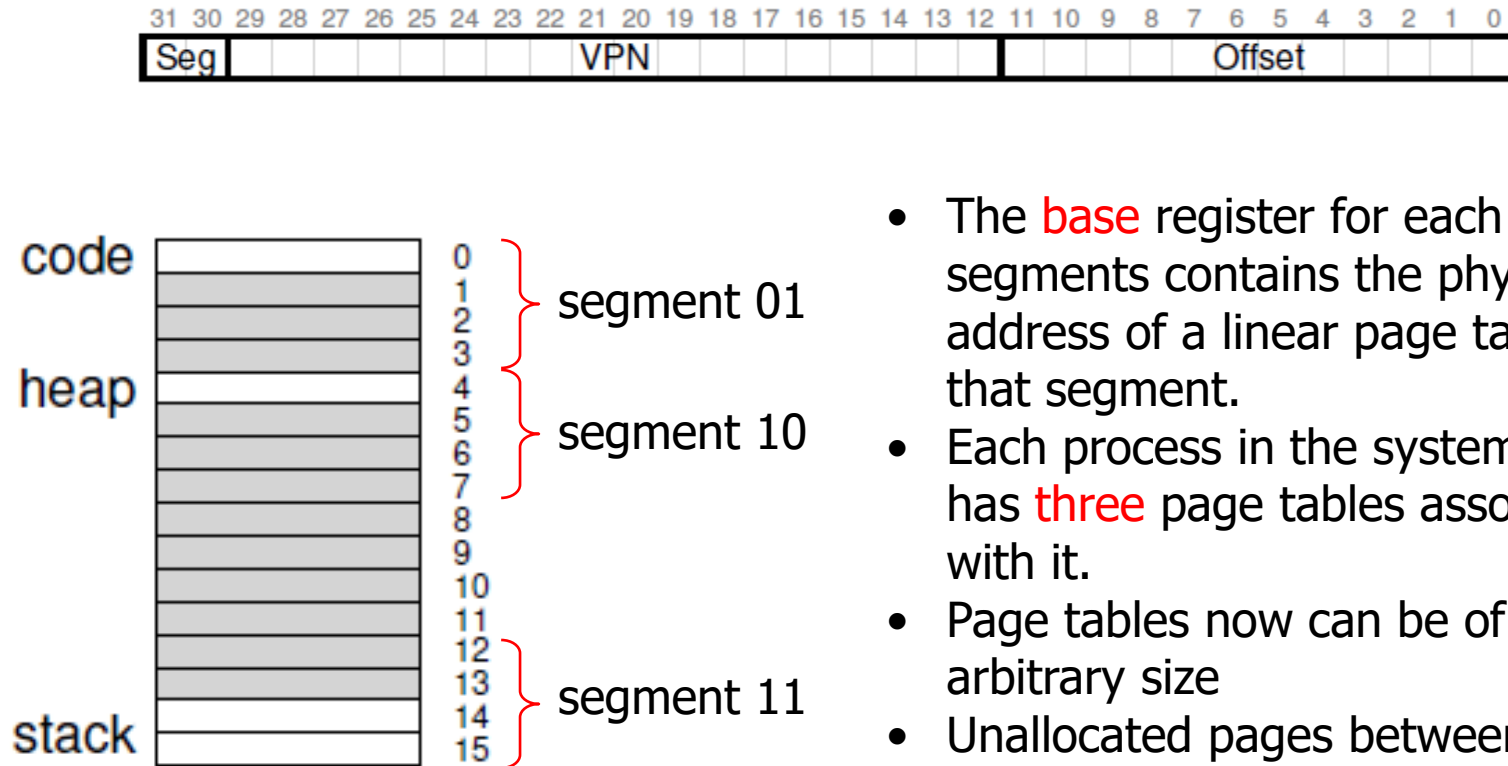 31 30 29 28 27 26 25 24 23 22 21 20 19 18 17 16 15 14 13 12 11 10 9 8 7 6 5 4 3 2 1 0
Seg VPN Offset
code
heap
stack
0
1
2
3
4
5
6
7
8
9
10
11
12
13
14
15
segment 01
segment 10
segment 11
• The base register for each
segments contains the phy
address of a linear page ta
that segment.
• Each process in the system
has three page tables asso
with it.
• Page tables now can be of
arbitrary size
• Unallocated pages between